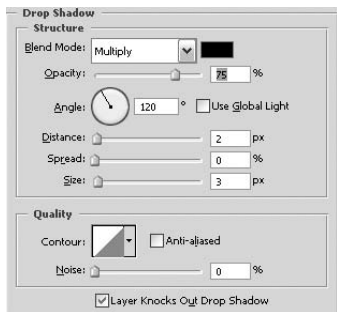 Drop Shadow
Structure
Blend Mode: Multiply
Opacity: 75 %
Angle: 120 ° Use Global Light
Distance: 2 px
Spread: 0 %
Size: 3 px
Quality
Contour: Anti-aliased
Noise: 0 %
Layer Knocks Out Drop Shadow